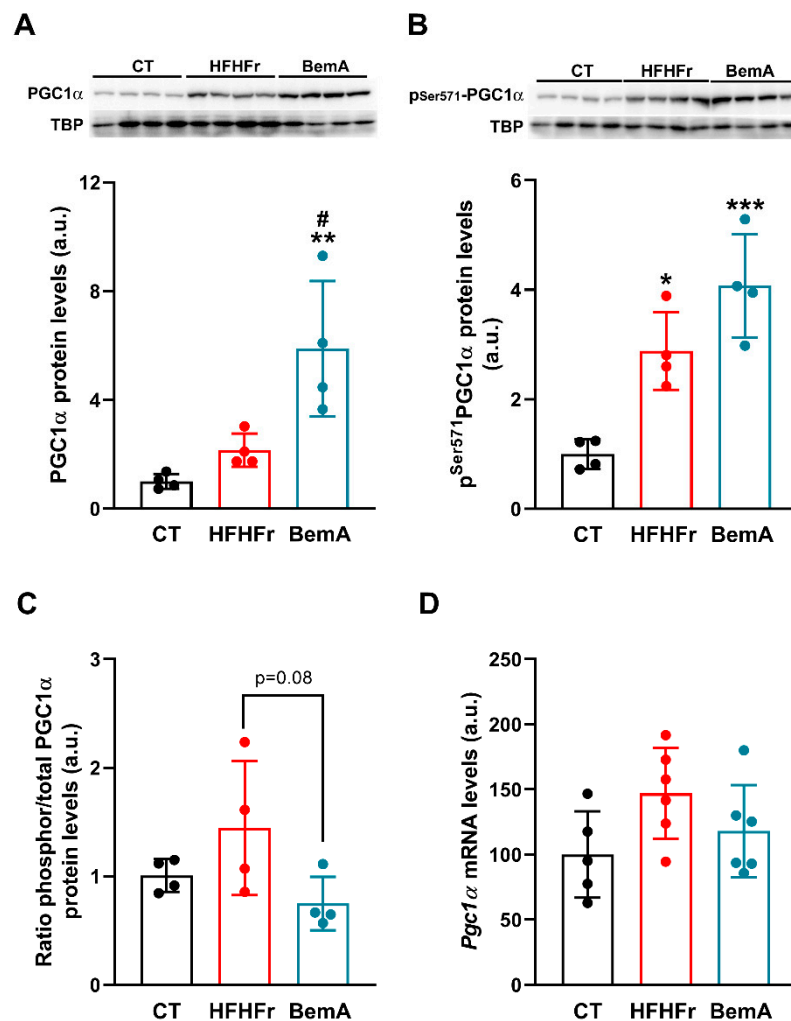 A
CT HFHFr BemA
PGC1α
TBP
PGC1α protein levels (a.u.)
12
8
4
0
#
**
CT HFHFr BemA
B
CT HFHFr BemA
pSer571-PGC1α
TBP
pSer571PGC1α protein levels
(a.u.)
6
4
2
0
*
***
CT HFHFr BemA
C
Ratio phosphor/total PGC1α
protein levels (a.u.)
3
2
1
0
p=0.08
CT HFHFr BemA
D
Pgc1α mRNA levels (a.u.)
250
200
150
100
50
0
CT HFHFr BemA